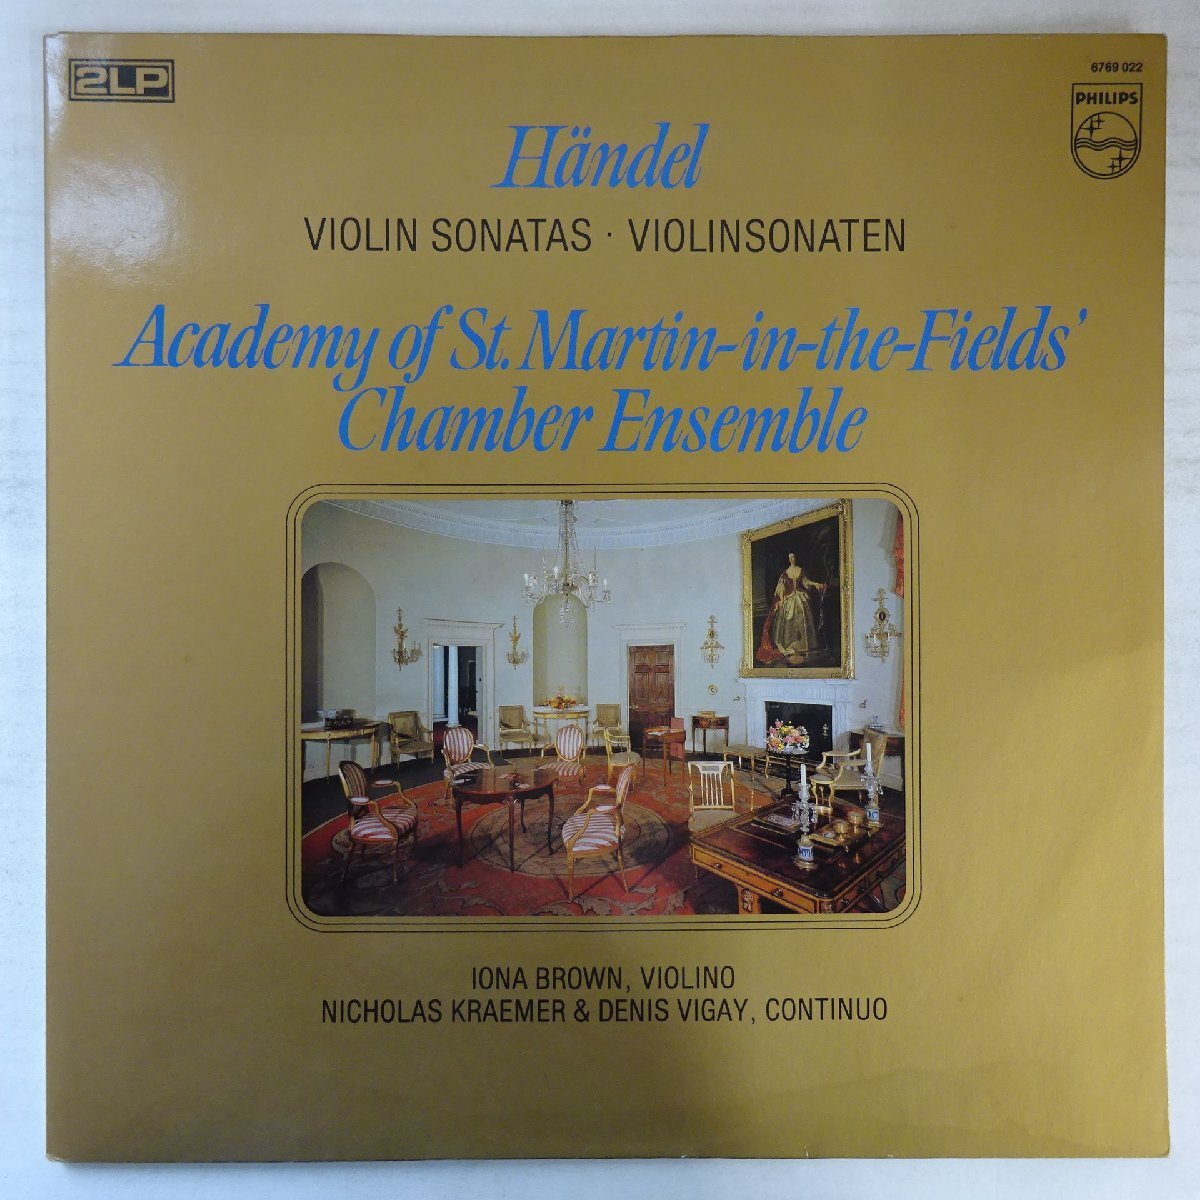 2LP
6769 022
PHILIPS
Händel
VIOLIN SONATAS · VIOLINSONATEN
Academy of St. Martin-in-the-Fields'
Chamber Ensemble
IONA BROWN, VIOLINO
NICHOLAS KRAEMER & DENIS VIGAY, CONTINUO